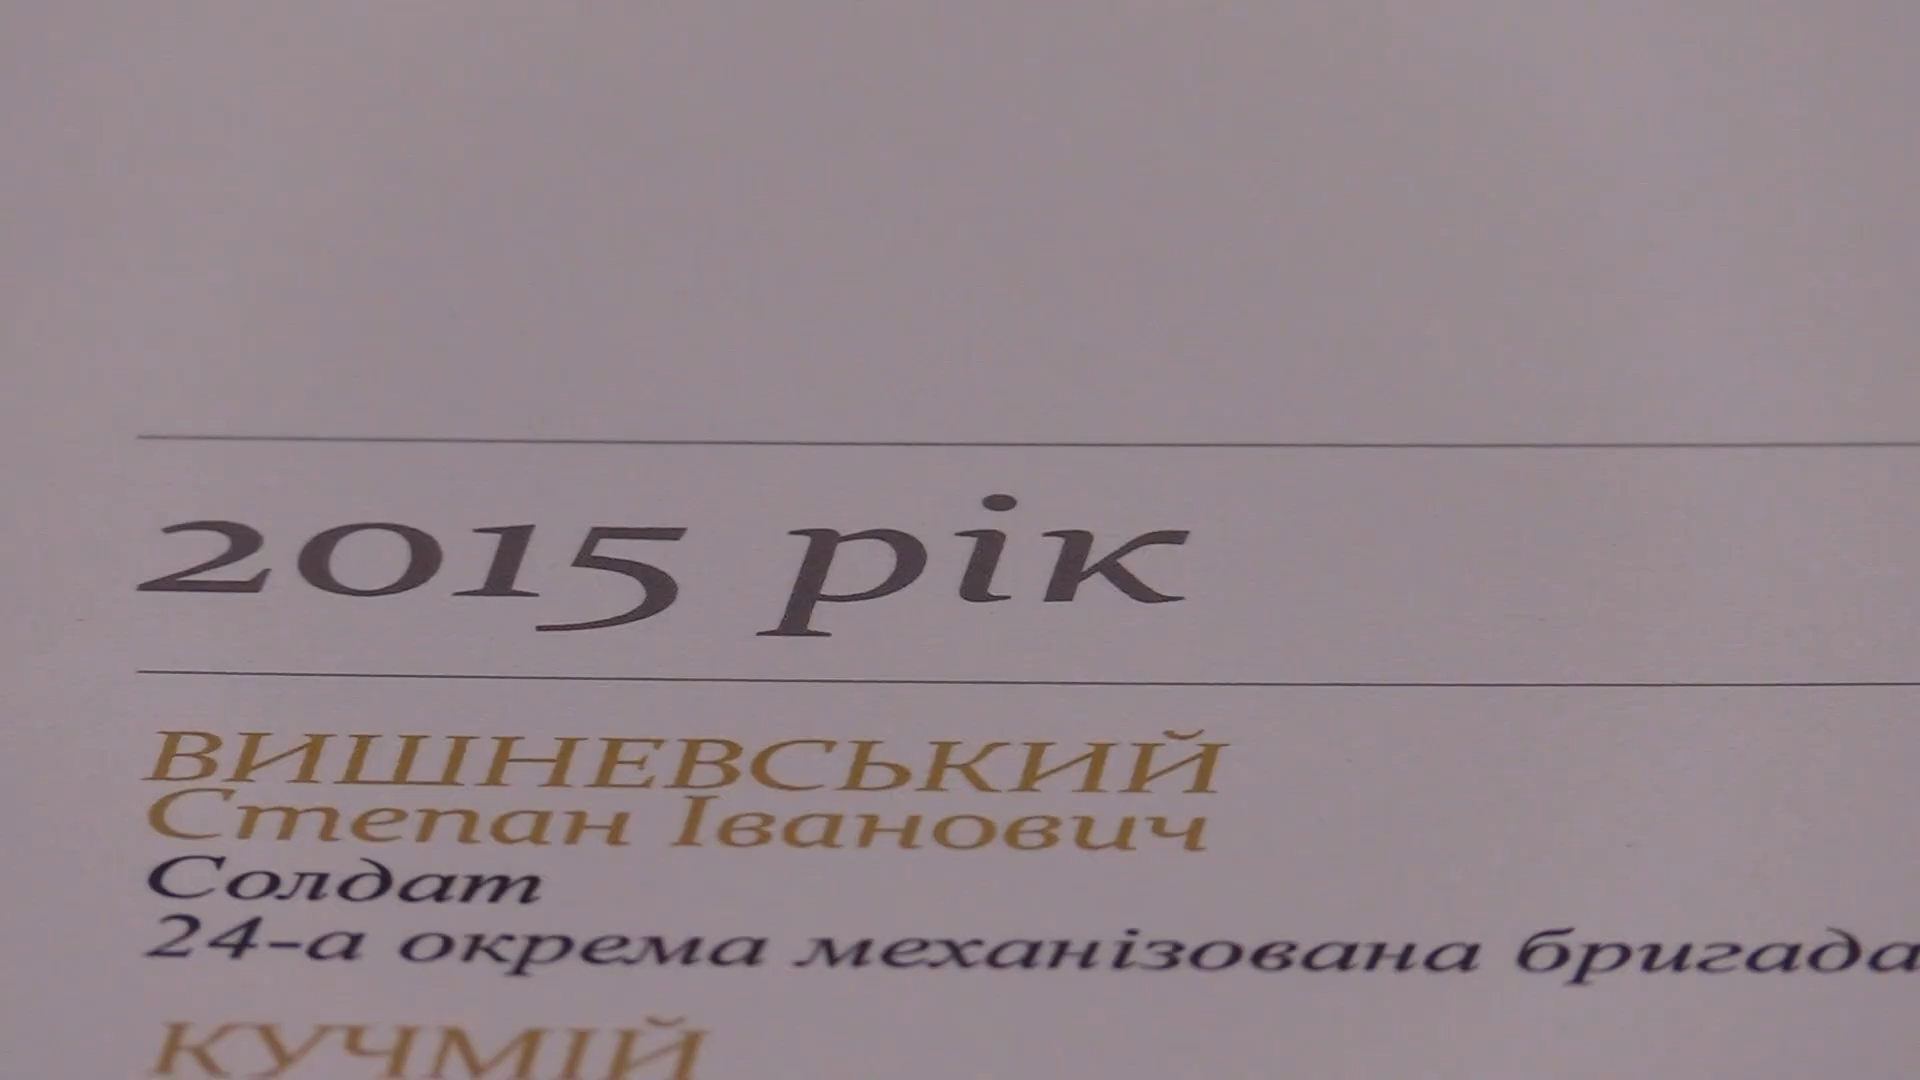 2015 рік
ВИШНЕВСЬКИЙ
Степан Іванович
Солдат
24-а окрема механізована бригада
КУЧМІЙ